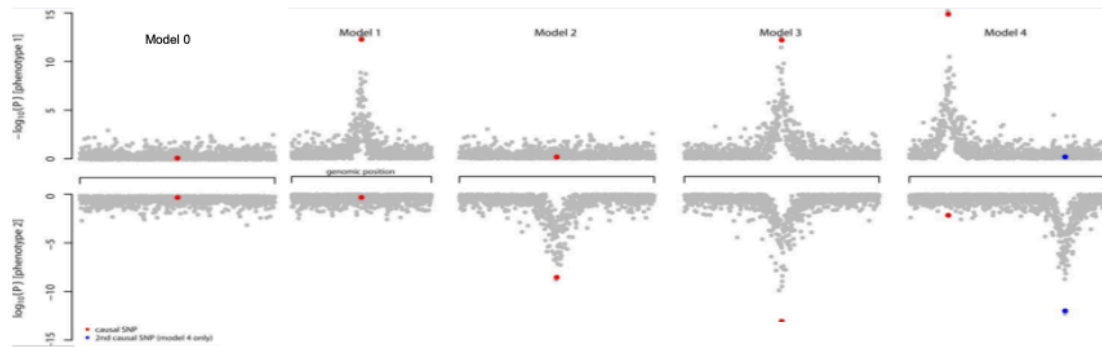 Model 0
Model 1
Model 2
Model 3
Model 4
15
10
5
0
−log10(P) [phenotype 1]
genomic position
0
−5
−10
−15
log10(P) [phenotype 2]
causal SNP
2nd causal SNP (model 4 only)